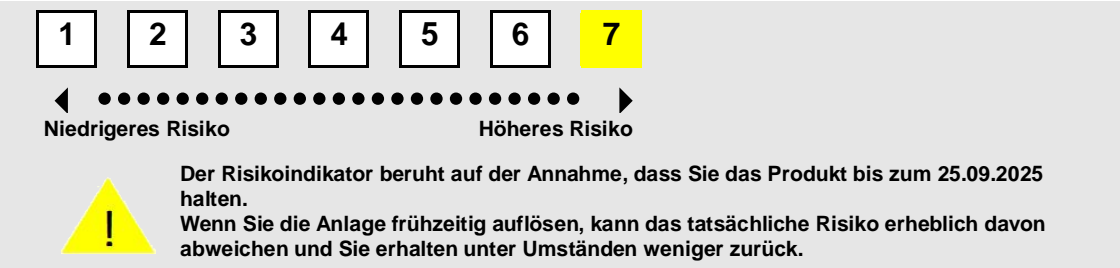 1 2 3 4 5 6 7
Niedrigeres Risiko Höheres Risiko
Der Risikoindikator beruht auf der Annahme, dass Sie das Produkt bis zum 25.09.2025
halten.
!
Wenn Sie die Anlage frühzeitig auflösen, kann das tatsächliche Risiko erheblich davon
abweichen und Sie erhalten unter Umständen weniger zurück.